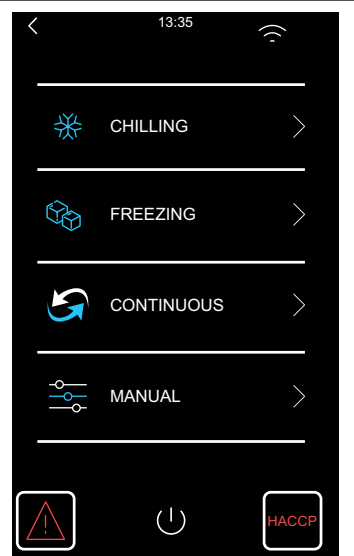 13:35
CHILLING
FREEZING
CONTINUOUS
MANUAL
HACCP